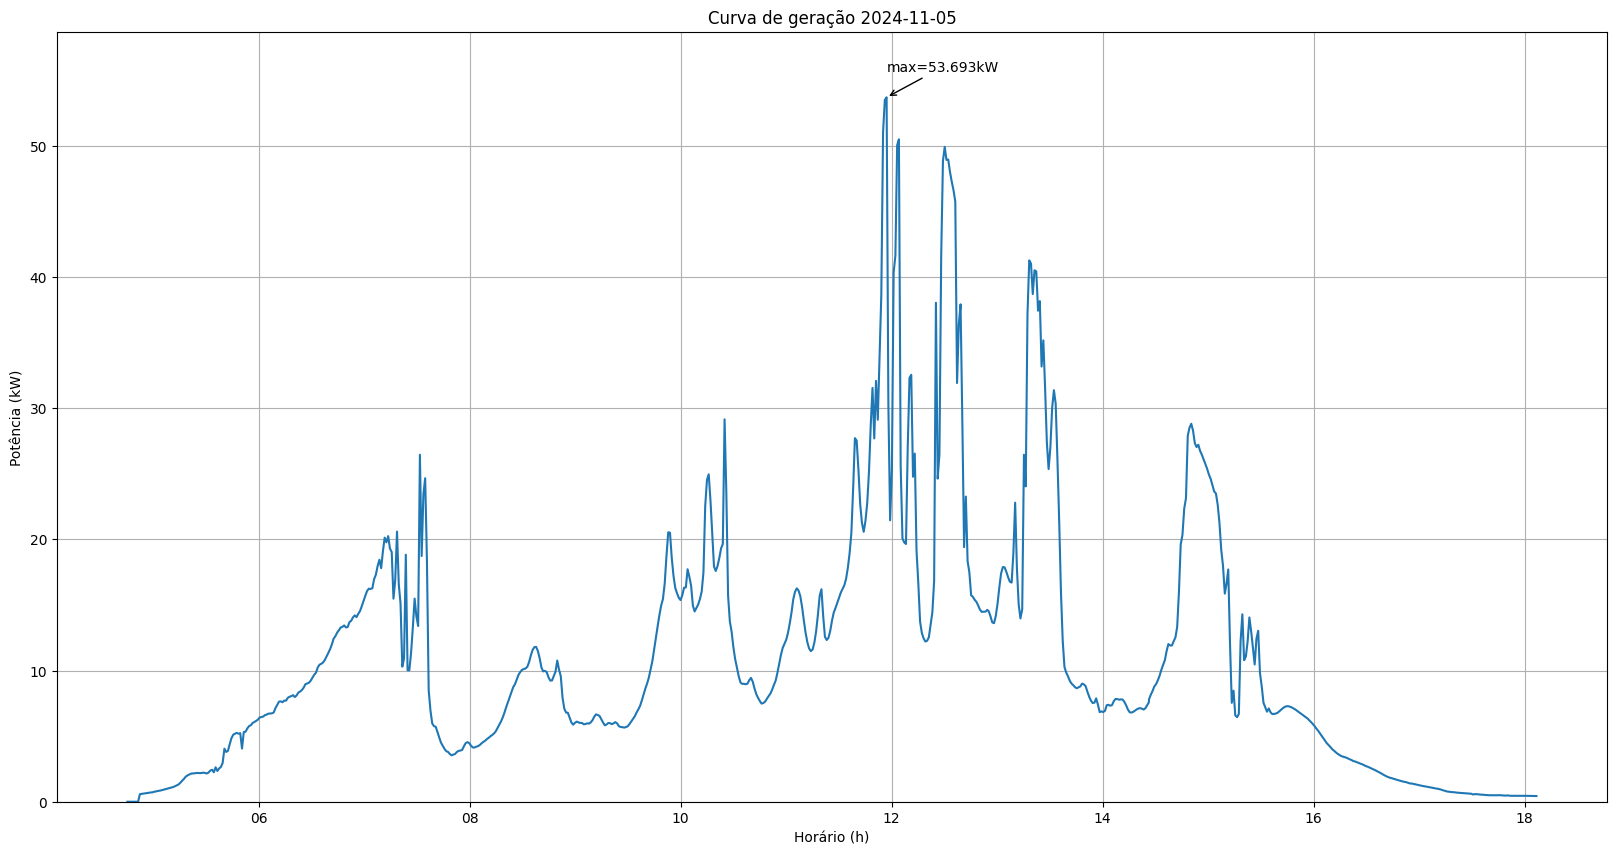 Curva de geração 2024-11-05
max=53.693kW
Potência (kW)
50
40
30
20
10
0
06 08 10 12 14 16 18
Horário (h)